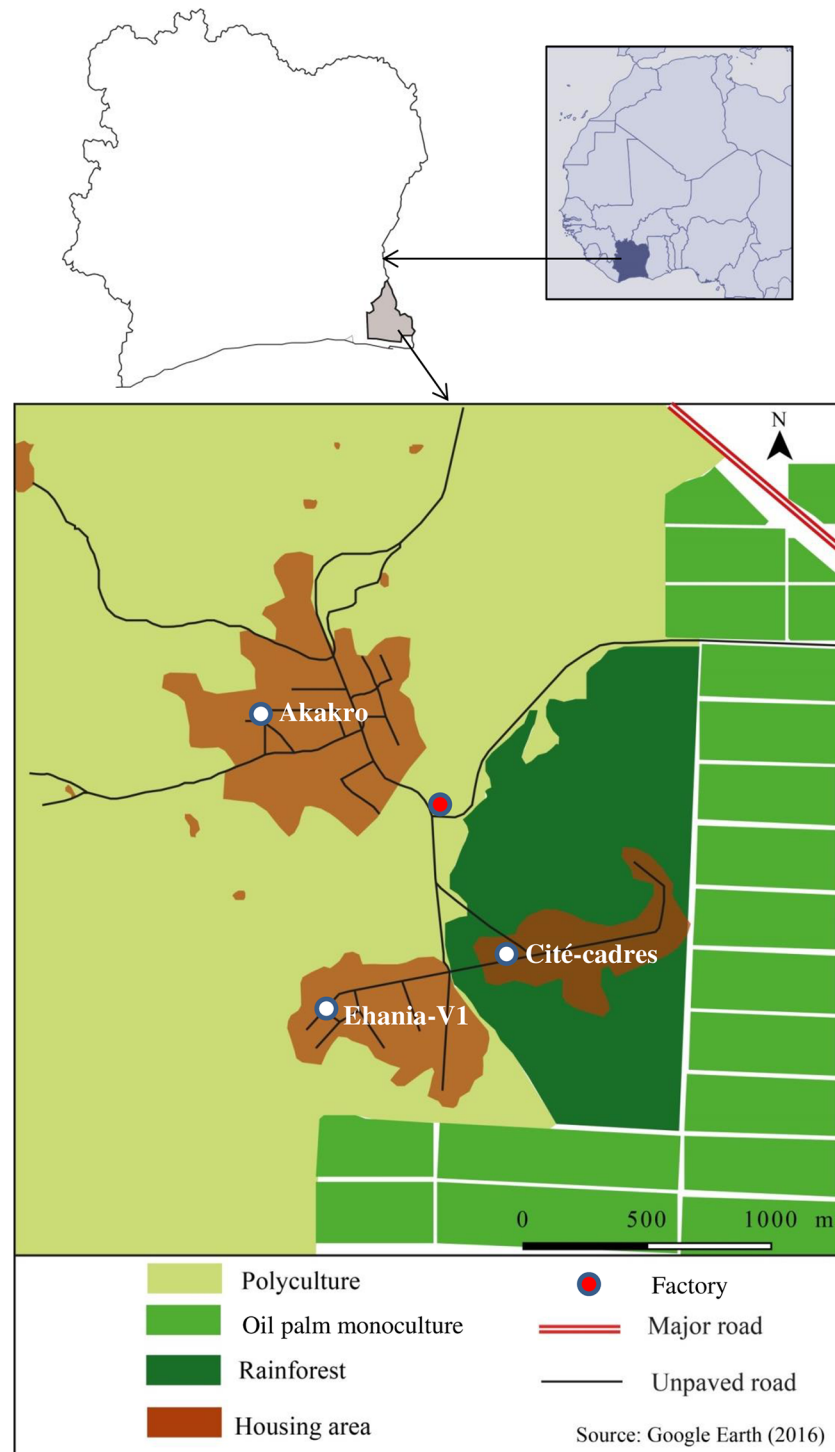 N
Akakro
Cité-cadres
Ehania-V1
0 500 1000 m
Polyculture
Oil palm monoculture
Rainforest
Housing area
Factory
Major road
Unpaved road
Source: Google Earth (2016)